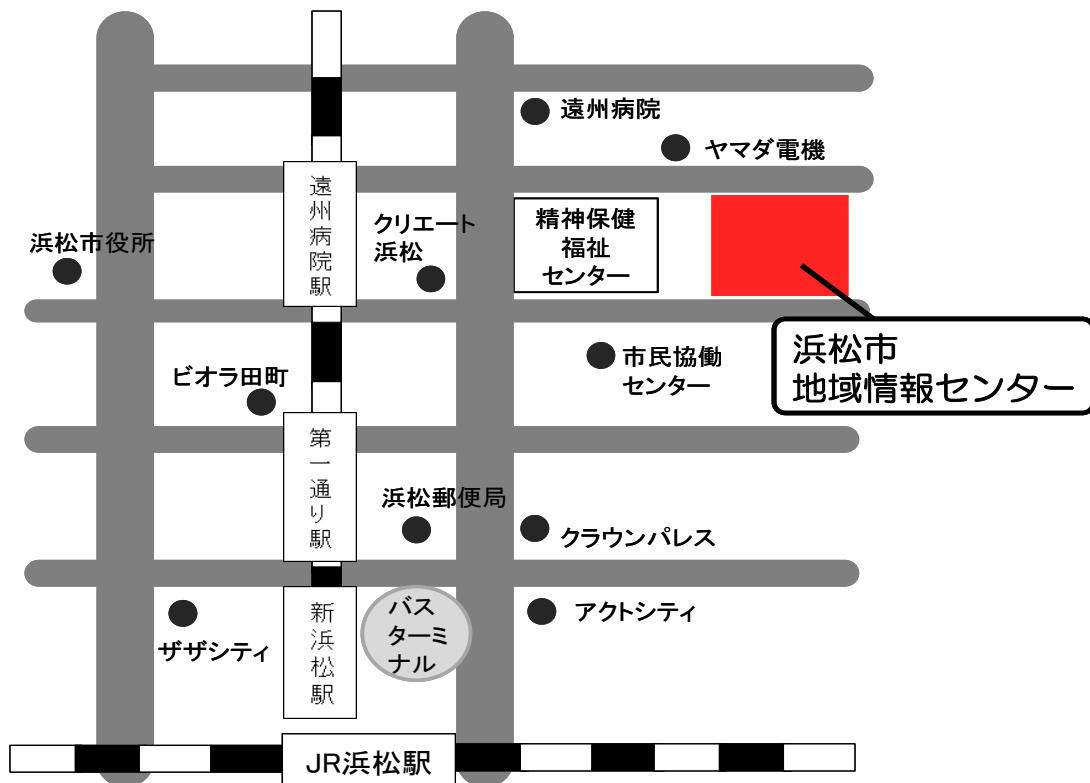 遠州病院
ヤマダ電機
遠州病院駅
クリエート
浜松
精神保健
福祉
センター
浜松市役所
浜松市
地域情報センター
市民協働
センター
ビオラ田町
第一通り駅
浜松郵便局
クラウンパレス
バス
ターミ
ナル
アクトシティ
新浜松駅
ザザシティ
JR浜松駅